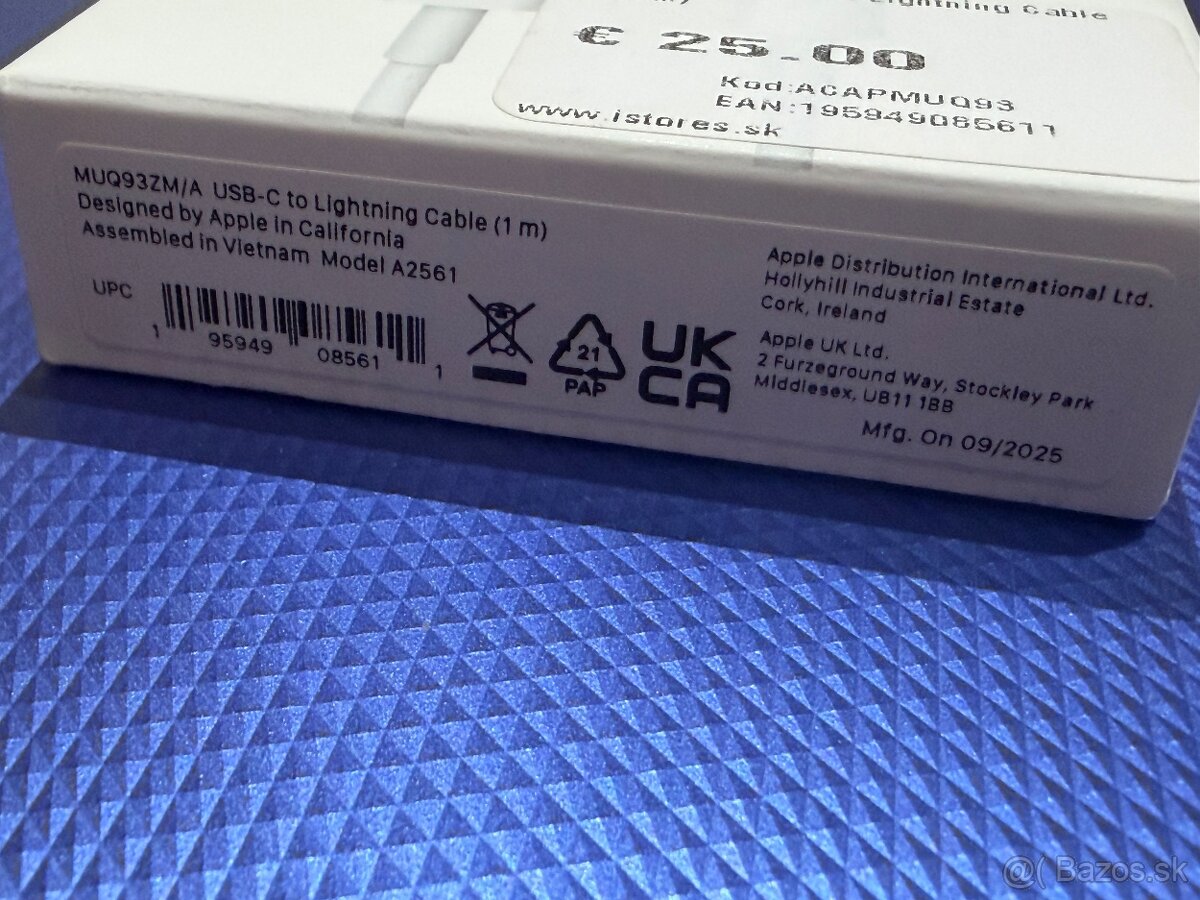 Lightning Cable
€ 25.00
Kod:ACAPMUQ93
EAN:195949085611
www.istores.sk
MUQ93ZM/A USB-C to Lightning Cable (1 m)
Designed by Apple in California
Assembled in Vietnam Model A2561
UPC
1 95949 08561 1
21
PAP
UK
CA
Apple Distribution International Ltd.
Hollyhill Industrial Estate
Cork, Ireland
Apple UK Ltd.
2 Furzeground Way, Stockley Park
Middlesex, UB11 1BB
Mfg. On 09/2025
@( Bazos.sk